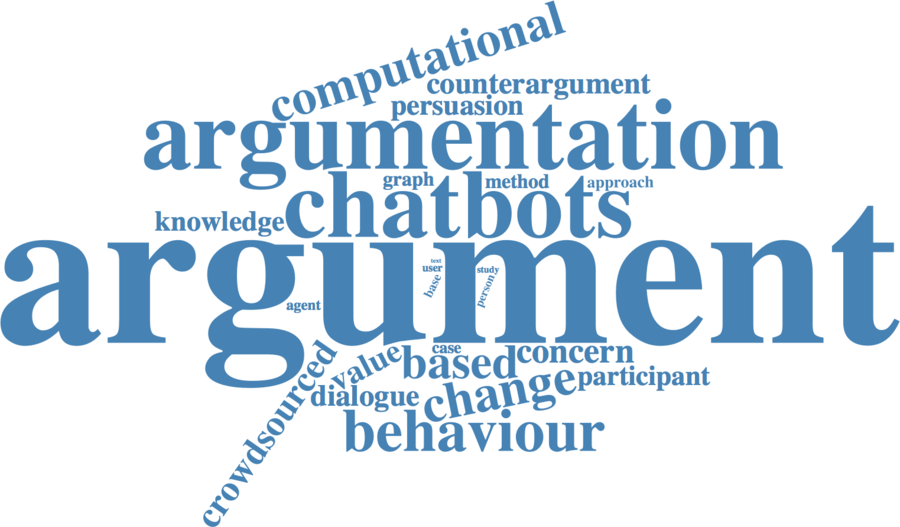 computational
counterargument
persuasion
argumentation
graph
method
approach
chatbots
knowledge
argument
text
user
study
base
person
agent
case
crowdsourced
value
based
concern
change
participant
dialogue
behaviour